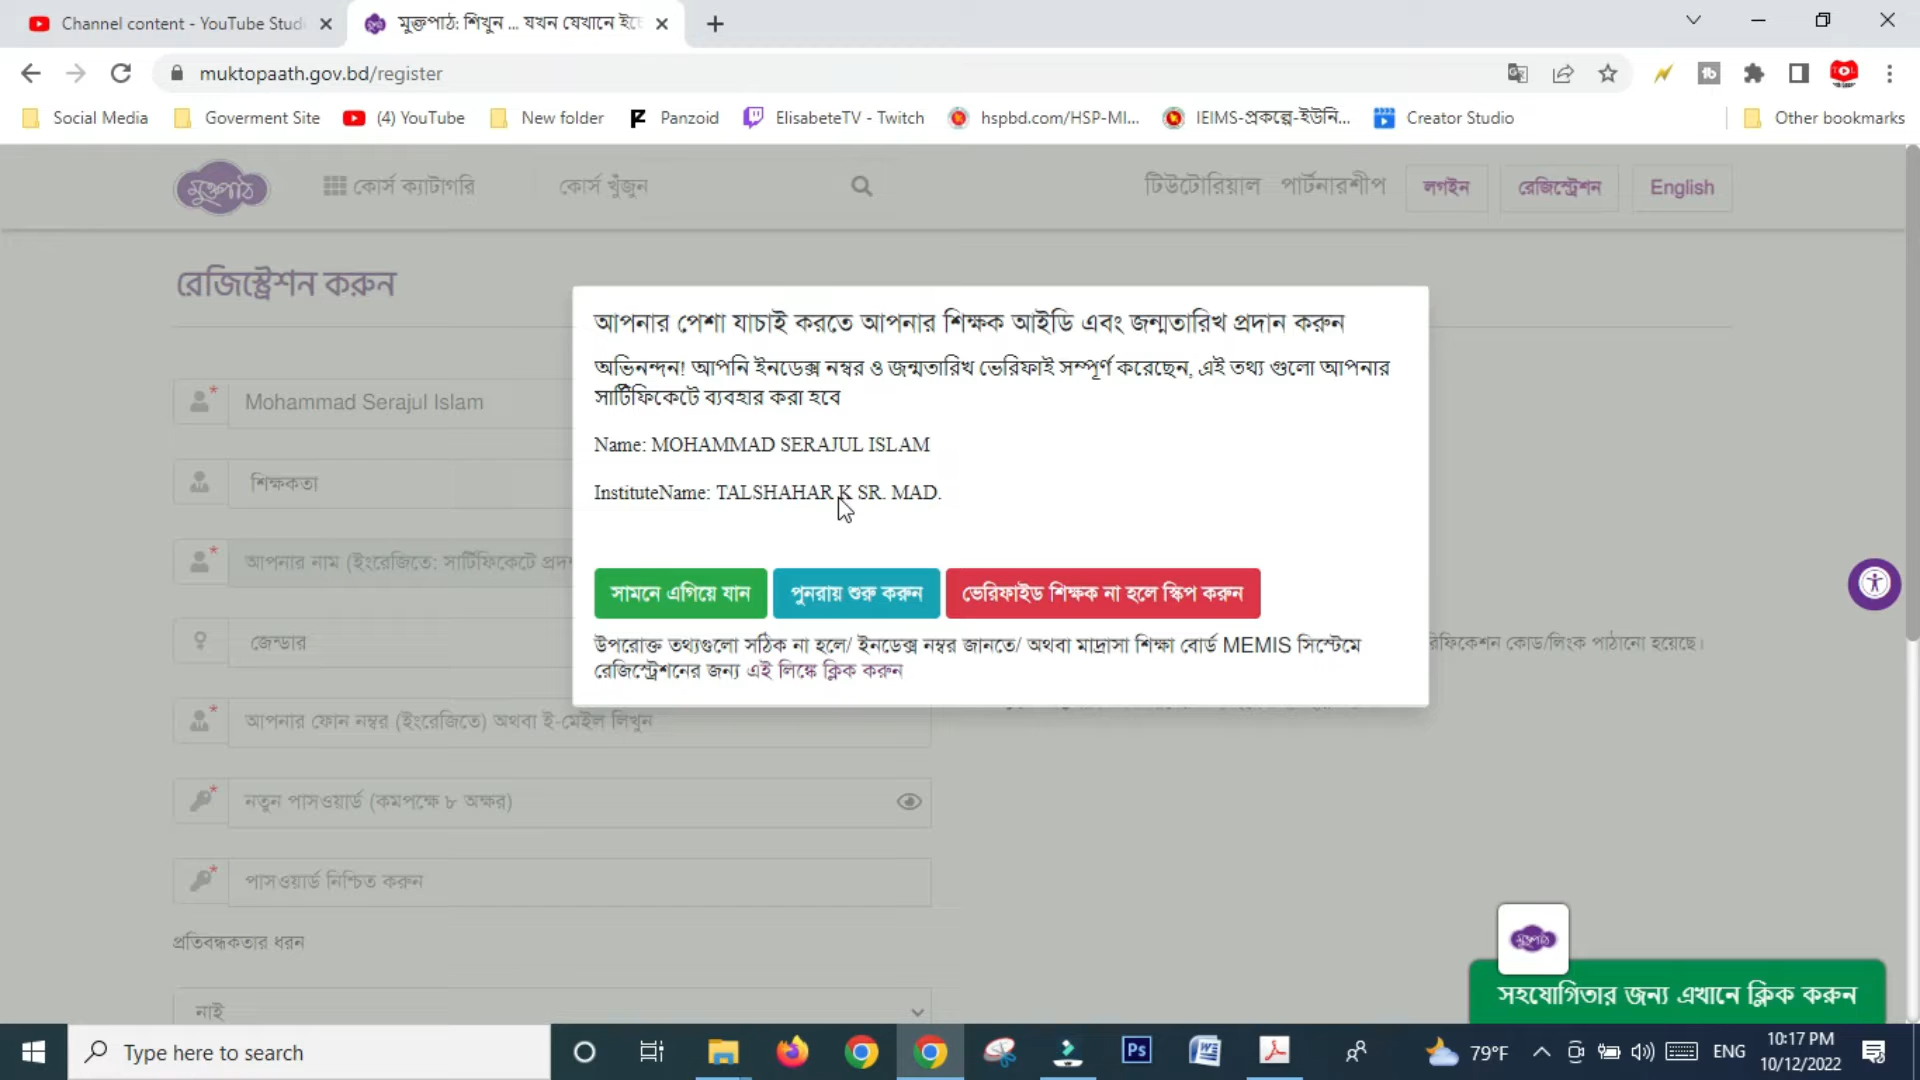 Channel content - YouTube Stud
মুক্তপাঠ: শিখুন ... যখন যেখানে ইচ্ছে
muktopaath.gov.bd/register
Social Media
Goverment Site
(4) YouTube
New folder
Panzoid
ElisabeteTV - Twitch
hspbd.com/HSP-MI...
IEIMS-প্রকল্পে-ইউনি...
Creator Studio
Other bookmarks
মুক্তপাঠ
কোর্স ক্যাটাগরি
কোর্স খুঁজুন
টিউটোরিয়াল
পার্টনারশীপ
লগইন
রেজিস্ট্রেশন
English
রেজিস্ট্রেশন করুন
আপনার পেশা যাচাই করতে আপনার শিক্ষক আইডি এবং জন্মতারিখ প্রদান করুন
অভিনন্দন! আপনি ইনডেক্স নম্বর ও জন্মতারিখ ভেরিফাই সম্পূর্ণ করেছেন, এই তথ্য গুলো আপনার
সার্টিফিকেটে ব্যবহার করা হবে
Name: MOHAMMAD SERAJUL ISLAM
InstituteName: TALSHAHAR K SR. MAD.
সামনে এগিয়ে যান
পুনরায় শুরু করুন
ভেরিফাইড শিক্ষক না হলে স্কিপ করুন
উপরোক্ত তথ্যগুলো সঠিক না হলে/ ইনডেক্স নম্বর জানতে/ অথবা মাদ্রাসা শিক্ষা বোর্ড MEMIS সিস্টেমে
রেজিস্ট্রেশনের জন্য এই লিঙ্কে ক্লিক করুন
Mohammad Serajul Islam
শিক্ষকতা
আপনার নাম (ইংরেজিতে: সার্টিফিকেটে প্রদ
জেন্ডার
রিফিকেশন কোড/লিংক পাঠানো হয়েছে।
আপনার ফোন নম্বর (ইংরেজিতে) অথবা ই-মেইল লিখুন
নতুন পাসওয়ার্ড (কমপক্ষে ৮ অক্ষর)
পাসওয়ার্ড নিশ্চিত করুন
প্রতিবন্ধকতার ধরন
নাই
মুক্তপাঠ
সহযোগিতার জন্য এখানে ক্লিক করুন
Type here to search
79°F
ENG
10:17 PM
10/12/2022